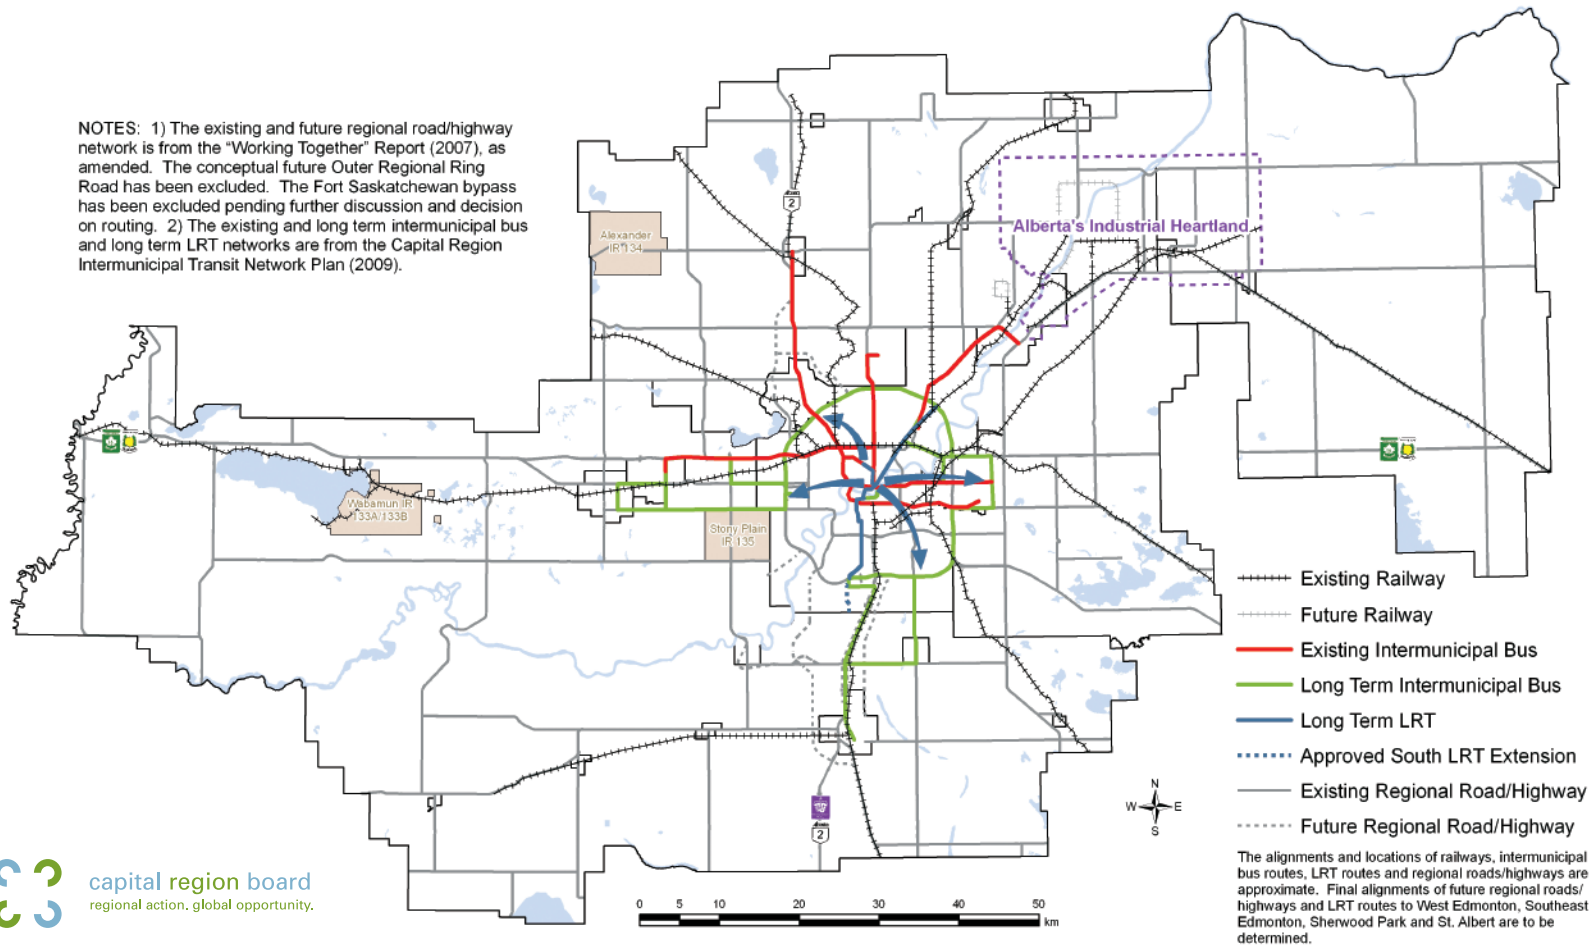 NOTES:  1) The existing and future regional road/highway
network is from the “Working Together” Report (2007), as
amended.  The conceptual future Outer Regional Ring
Road has been excluded.  The Fort Saskatchewan bypass
has been excluded pending further discussion and decision
on routing.  2) The existing and long term intermunicipal bus
and long term LRT networks are from the Capital Region
Intermunicipal Transit Network Plan (2009).
2
Alexander
IR 134
Alberta's Industrial Heartland
Wabamun IR
133A/133B
Stony Plain
IR 135
Existing Railway
Future Railway
Existing Intermunicipal Bus
Long Term Intermunicipal Bus
Long Term LRT
Approved South LRT Extension
Existing Regional Road/Highway
Future Regional Road/Highway
N
W E
S
2
The alignments and locations of railways, intermunicipal
bus routes, LRT routes and regional roads/highways are
approximate.  Final alignments of future regional roads/
highways and LRT routes to West Edmonton, Southeast
Edmonton, Sherwood Park and St. Albert are to be
determined.
capital region board
regional action. global opportunity.
0 5 10 20 30 40 50
km